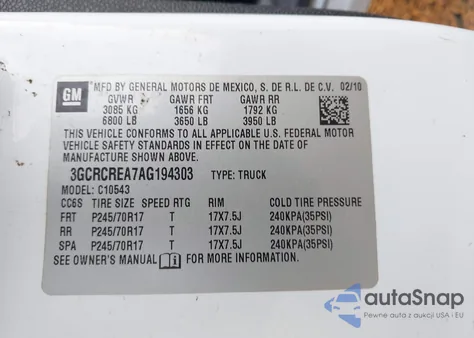 GM
MFD BY GENERAL MOTORS DE MEXICO, S. DE R.L. DE C.V. 02/10
GVWR GAWR FRT GAWR RR
3085 KG 1656 KG 1792 KG
6800 LB 3650 LB 3950 LB
THIS VEHICLE CONFORMS TO ALL APPLICABLE U.S. FEDERAL MOTOR
VEHICLE SAFETY STANDARDS IN EFFECT ON THE DATE OF
MANUFACTURE SHOWN ABOVE.
3GCRCREA7AG194303 TYPE: TRUCK
MODEL: C10543
CC6S TIRE SIZE SPEED RTG RIM COLD TIRE PRESSURE
FRT P245/70R17 T 17X7.5J 240KPA(35PSI)
RR P245/70R17 T 17X7.5J 240KPA(35PSI)
SPA P245/70R17 T 17X7.5J 240KPA(35PSI)
SEE OWNER'S MANUAL FOR MORE INFORMATION.
autoSnap
Pewne auta z aukcji USA - EU